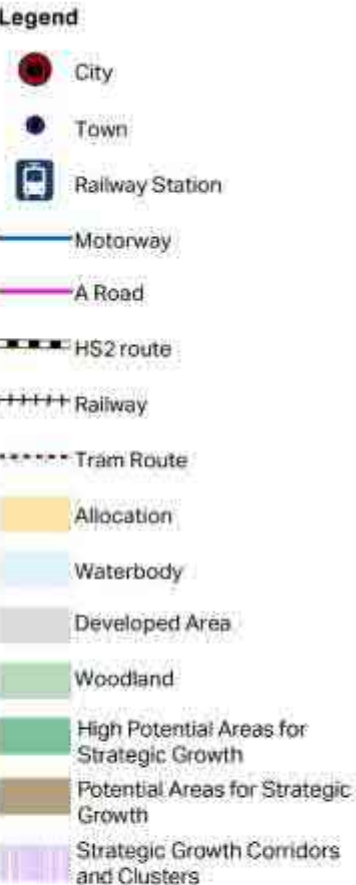 Legend
City
Town
Railway Station
Motorway
A Road
HS2 route
Railway
Tram Route
Allocation
Waterbody
Developed Area
Woodland
High Potential Areas for
Strategic Growth
Potential Areas for Strategic
Growth
Strategic Growth Corridors
and Clusters